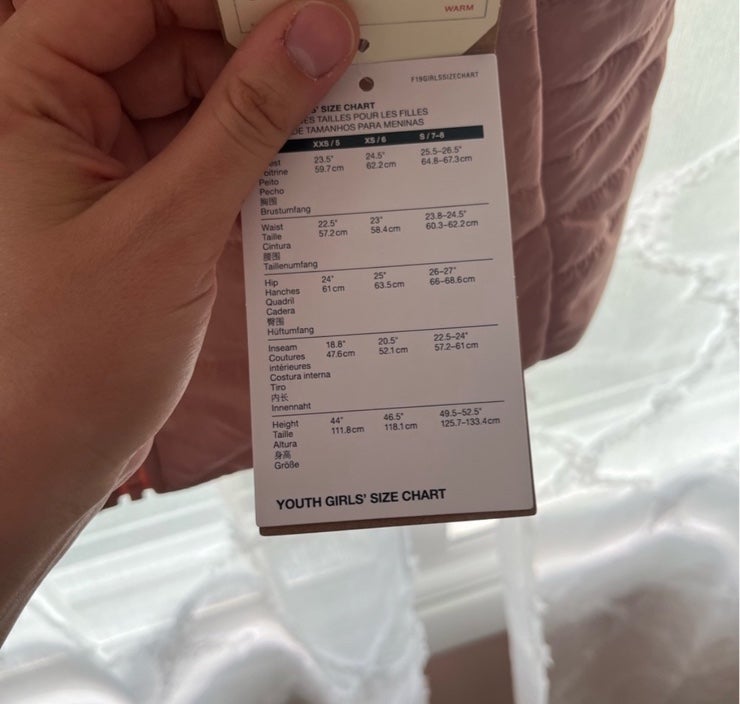 WARM
F19GIRLSSIZECHART
SIZE CHART
TAILLES POUR LES FILLES
DE TAMANHOS PARA MENINAS
XXS / 5 XS / 6 S / 7-8
23.5" 24.5" 25.5–26.5"
59.7cm 62.2cm 64.8–67.3cm
Peito
Pecho
胸围
Brustumfang
Waist 22.5" 23" 23.8–24.5"
Taille 57.2cm 58.4cm 60.3–62.2cm
Cintura
腰围
Taillenumfang
Hip 24" 25" 26–27"
Hanches 61cm 63.5cm 66–68.6cm
Quadril
Cadera
臀围
Hüftumfang
Inseam 18.8" 20.5" 22.5–24"
Coutures 47.6cm 52.1cm 57.2–61cm
intérieures
Costura interna
Tiro
内长
Innennaht
Height 44" 46.5" 49.5–52.5"
Taille 111.8cm 118.1cm 125.7–133.4cm
Altura
身高
Größe
YOUTH GIRLS' SIZE CHART